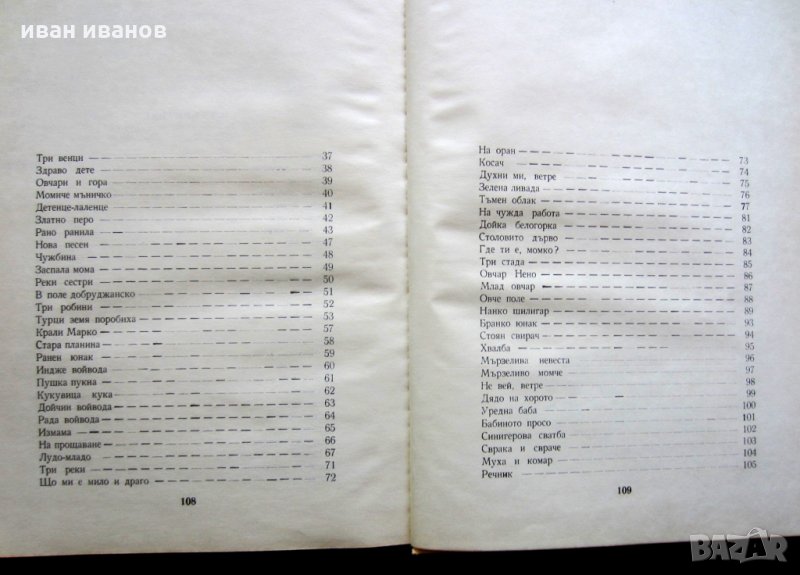 иван иванов
Три венци 37
Здраво дете 38
Овчари и гора 39
Момиче мъничко 40
Детенце-лаленце 41
Златно перо 42
Рано ранила 43
Нова песен 47
Чужбина 48
Заспала мома 49
Реки сестри 50
В поле добруджанско 51
Три робини 52
Турци земя поробиха 53
Крали Марко 57
Стара планина 58
Ранен юнак 59
Индже войвода 60
Пушка пукна 61
Кукувица кука 62
Дойчин войвода 63
Рада войвода 64
Измама 65
На прощаване 66
Лудо-младо 67
Три реки 71
Що ми е мило и драго 72
108
На оран 73
Косач 74
Духни ми, ветре 75
Зелена ливада 76
Тъмен облак 77
На чужда работа 81
Дойка белогорка 82
Столовито дърво 83
Где ти е, момко? 84
Три стада 85
Овчар Нено 86
Млад овчар 87
Овче поле 88
Нанко шилигар 89
Бранко юнак 93
Стоян свирач 94
Хвалба 95
Мързелива невеста 96
Мързеливо момче 97
Не вей, ветре 98
Дядо на хорото 99
Уредна баба 100
Бабиното просо 101
Синигерова сватба 102
Сврака и свраче 103
Муха и комар 104
Речник 105
109
BAZAR